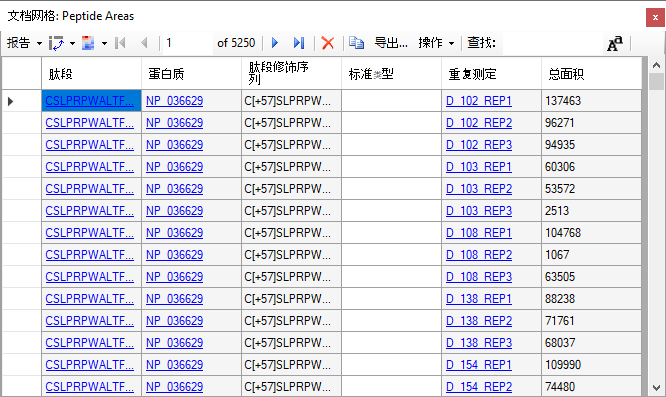 文档网格: Peptide Areas
报告 1 of 5250 导出... 操作 查找: Aa
肽段 蛋白质 肽段修饰序列 标准类型 重复测定 总面积
CSLPRPWALTF... NP_036629 C[+57]SLPRPW... D_102_REP1 137463
CSLPRPWALTF... NP_036629 C[+57]SLPRPW... D_102_REP2 96271
CSLPRPWALTF... NP_036629 C[+57]SLPRPW... D_102_REP3 94935
CSLPRPWALTF... NP_036629 C[+57]SLPRPW... D_103_REP1 60306
CSLPRPWALTF... NP_036629 C[+57]SLPRPW... D_103_REP2 53572
CSLPRPWALTF... NP_036629 C[+57]SLPRPW... D_103_REP3 2513
CSLPRPWALTF... NP_036629 C[+57]SLPRPW... D_108_REP1 104768
CSLPRPWALTF... NP_036629 C[+57]SLPRPW... D_108_REP2 1067
CSLPRPWALTF... NP_036629 C[+57]SLPRPW... D_108_REP3 63505
CSLPRPWALTF... NP_036629 C[+57]SLPRPW... D_138_REP1 88238
CSLPRPWALTF... NP_036629 C[+57]SLPRPW... D_138_REP2 71761
CSLPRPWALTF... NP_036629 C[+57]SLPRPW... D_138_REP3 68037
CSLPRPWALTF... NP_036629 C[+57]SLPRPW... D_154_REP1 109990
CSLPRPWALTF... NP_036629 C[+57]SLPRPW... D_154_REP2 74480